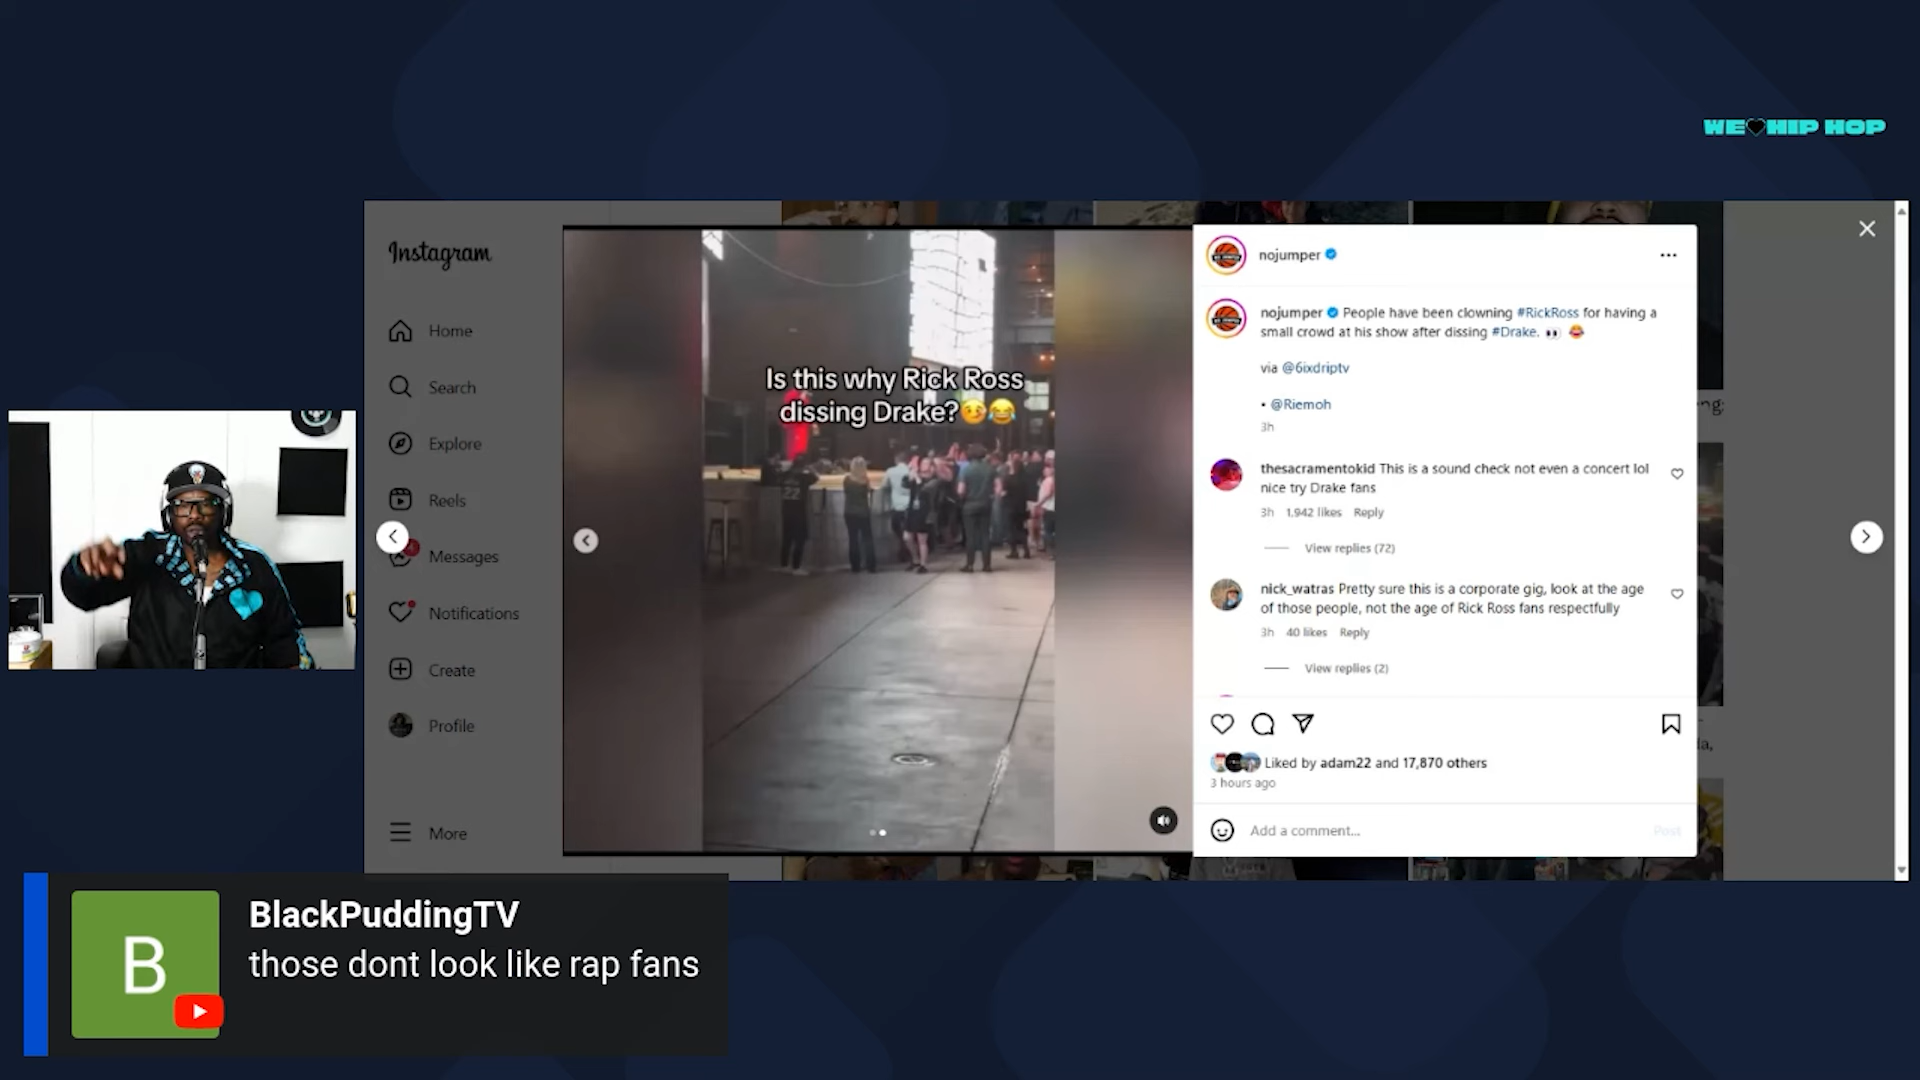 WE🖤HIP HOP
Instagram
Home
Search
Explore
Reels
Messages
Notifications
Create
Profile
More
Is this why Rick Ross
dissing Drake?😏😂
22
nojumper
nojumper People have been clowning #RickRoss for having a
small crowd at his show after dissing #Drake. 👀 😂
via @6ixdriptv
• @Riemoh
3h
thesacramentokid This is a sound check not even a concert lol
nice try Drake fans
3h 1,942 likes Reply
View replies (72)
nick_watras Pretty sure this is a corporate gig, look at the age
of those people, not the age of Rick Ross fans respectfully
3h 40 likes Reply
View replies (2)
Liked by adam22 and 17,870 others
3 hours ago
Add a comment...
Post
B
BlackPuddingTV
those dont look like rap fans